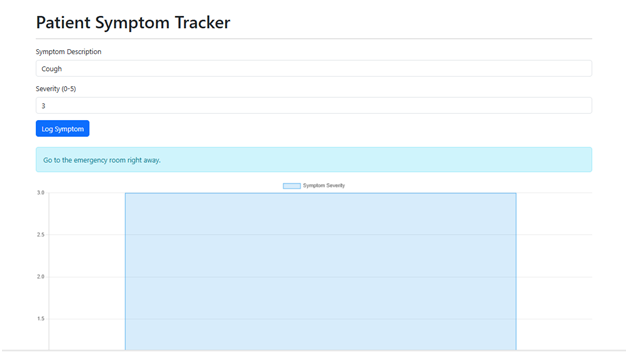 Patient Symptom Tracker
Symptom Description
Cough
Severity (0-5)
3
Log Symptom
Go to the emergency room right away.
Symptom Severity
3.0
2.5
2.0
1.5